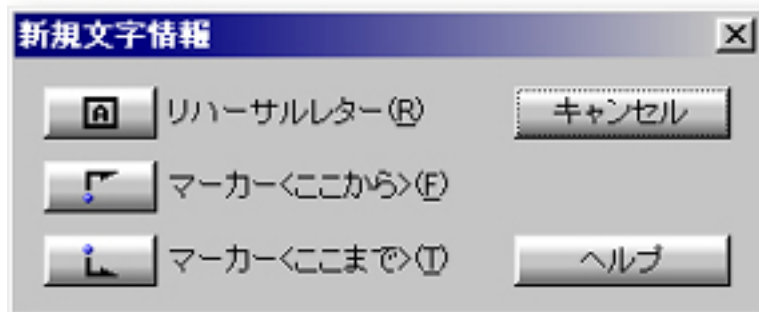 新規文字情報
A リハーサルレター(R) キャンセル
マーカー<ここから>(F)
マーカー<ここまで>(T) ヘルプ